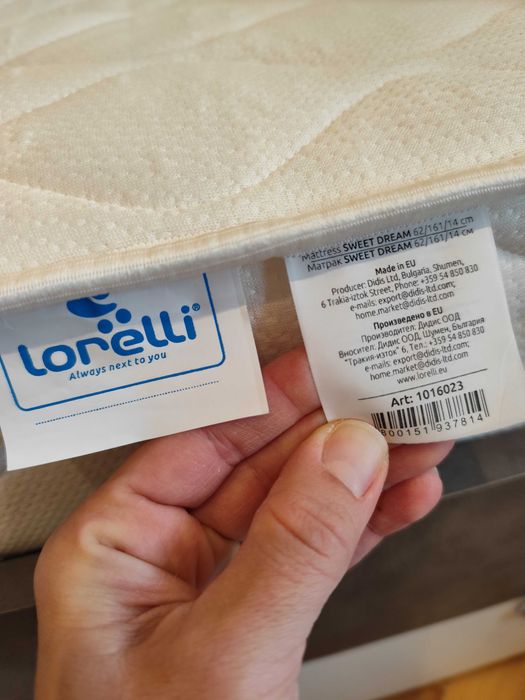 lorelli®
Always next to you
Mattress SWEET DREAM 62/161/14 cm
Матрак SWEET DREAM 62/161/14 см
Made in EU
Producer: Didis Ltd, Bulgaria, Shumen,
6 Trakia-iztok Street, Phone: +359 54 850 830
e-mails: export@didis-ltd.com;
home.market@didis-ltd.com
Произведено в EU
Производител: Дидис ООД
Вносител: Дидис ООД, Шумен, България
"Тракия-изток" 6, Тел.: +359 54 850 830
e-mails: export@didis-ltd.com;
home.market@didis-ltd.com
www.lorelli.eu
Art: 1016023
800151 937814